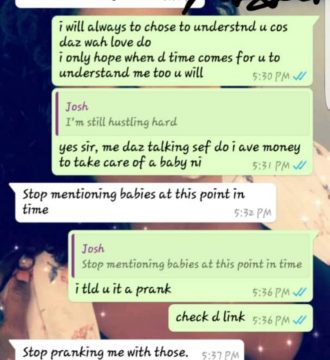 i will always to chose to understnd u cos
daz wah love do
i only hope when d time comes for u to
understand me too u will
5:30 PM
Josh
I'm still hustling hard
yes sir, me daz talking sef do i ave money
to take care of a baby ni
5:31 PM
Stop mentioning babies at this point in
time
5:32 PM
Josh
Stop mentioning babies at this point in time
i tld u it a prank
5:36 PM
check d link 5:36 PM
Stop pranking me with those. 5:37 PM